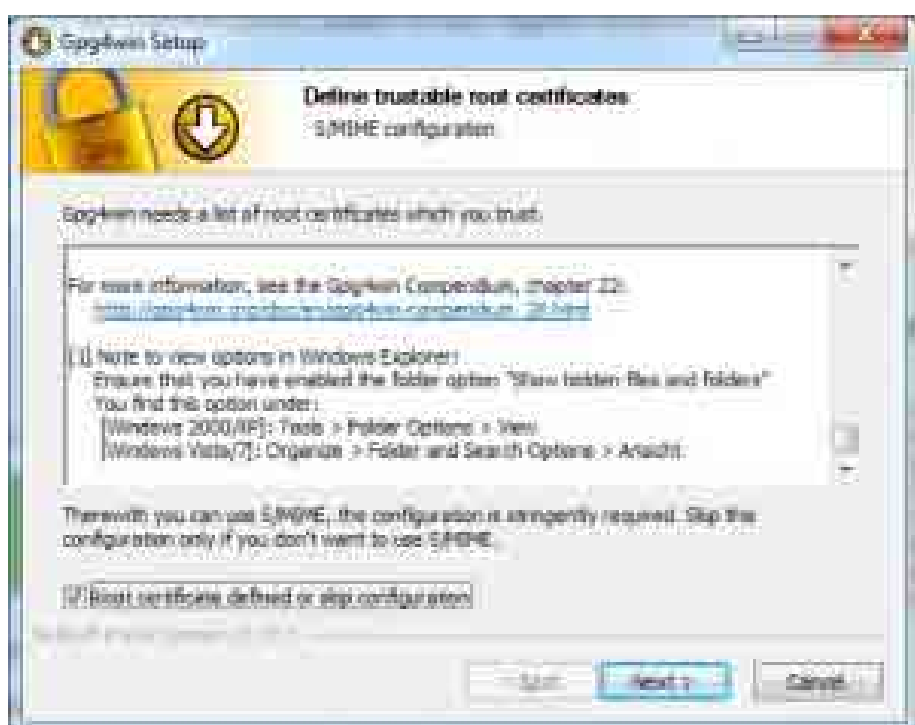 Gpg4win Setup
Define trustable root certificates
S/MIME configuration
Gpg4win needs a list of root certificates which you trust.
For more information, see the Gpg4win Compendium, chapter 22:
[1] Note to view options in Windows Explorer:
Ensure that you have enabled the folder option "Show hidden files and folders"
You find this option under:
[Windows 2000/XP]: Tools > Folder Options > View
[Windows Vista/7]: Organize > Folder and Search Options > Ansicht
Therewith you can use S/MIME, the configuration is stringently required. Skip this
configuration only if you don't want to use S/MIME.
Root certificate defined or skip configuration
Next >
Cancel